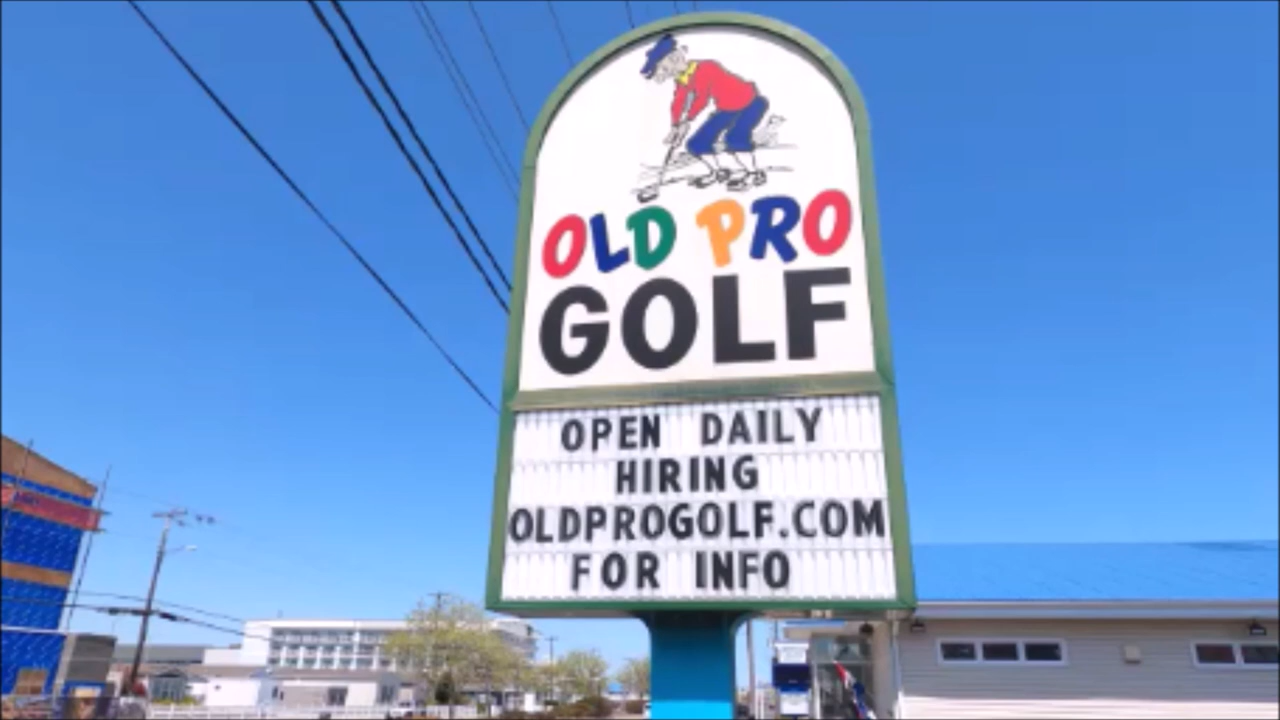 OLD PRO
GOLF
OPEN DAILY
HIRING
OLDPROGOLF.COM
FOR INFO